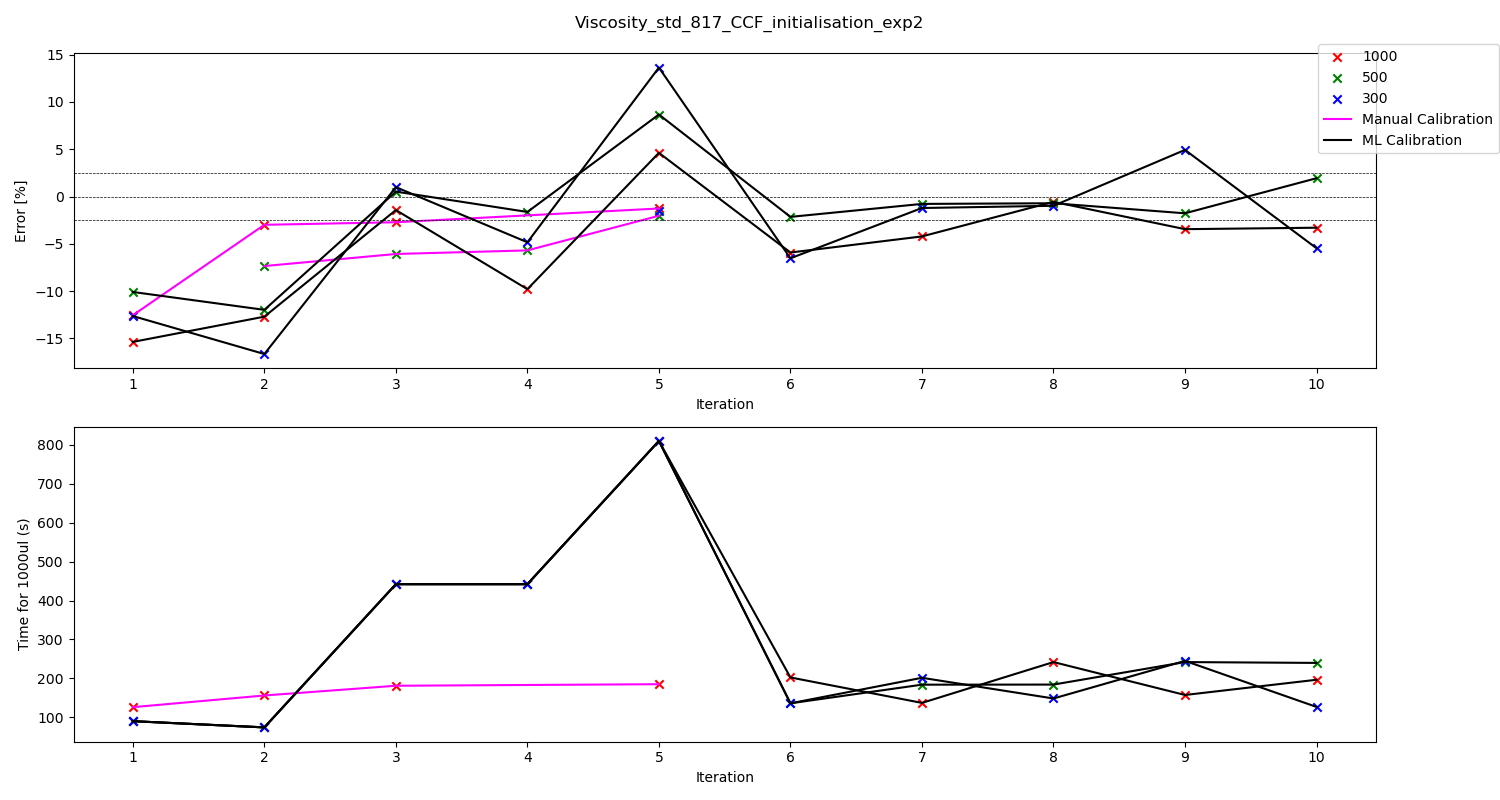 Viscosity_std_817_CCF_initialisation_exp2
1000
500
300
Manual Calibration
ML Calibration
Error [%]
15
10
5
0
−5
−10
−15
1 2 3 4 5 6 7 8 9 10
Iteration
Time for 1000ul (s)
800
700
600
500
400
300
200
100
1 2 3 4 5 6 7 8 9 10
Iteration